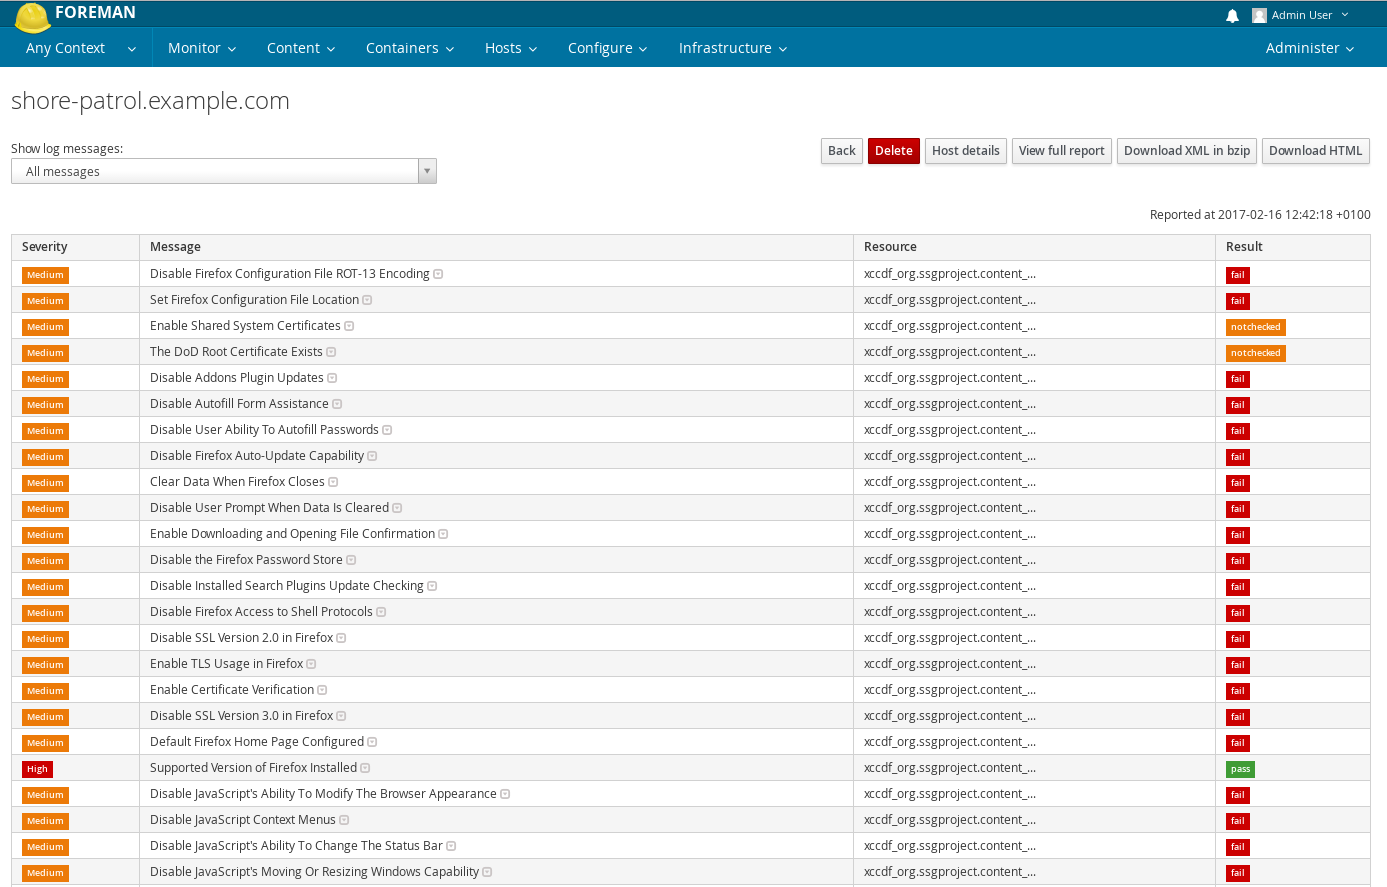 FOREMAN Admin User
Any Context Monitor Content Containers Hosts Configure Infrastructure Administer
shore-patrol.example.com
Show log messages:
All messages
Back Delete Host details View full report Download XML in bzip Download HTML
Reported at 2017-02-16 12:42:18 +0100
Severity Message Resource Result
Medium Disable Firefox Configuration File ROT-13 Encoding xccdf_org.ssgproject.content_... fail
Medium Set Firefox Configuration File Location xccdf_org.ssgproject.content_... fail
Medium Enable Shared System Certificates xccdf_org.ssgproject.content_... notchecked
Medium The DoD Root Certificate Exists xccdf_org.ssgproject.content_... notchecked
Medium Disable Addons Plugin Updates xccdf_org.ssgproject.content_... fail
Medium Disable Autofill Form Assistance xccdf_org.ssgproject.content_... fail
Medium Disable User Ability To Autofill Passwords xccdf_org.ssgproject.content_... fail
Medium Disable Firefox Auto-Update Capability xccdf_org.ssgproject.content_... fail
Medium Clear Data When Firefox Closes xccdf_org.ssgproject.content_... fail
Medium Disable User Prompt When Data Is Cleared xccdf_org.ssgproject.content_... fail
Medium Enable Downloading and Opening File Confirmation xccdf_org.ssgproject.content_... fail
Medium Disable the Firefox Password Store xccdf_org.ssgproject.content_... fail
Medium Disable Installed Search Plugins Update Checking xccdf_org.ssgproject.content_... fail
Medium Disable Firefox Access to Shell Protocols xccdf_org.ssgproject.content_... fail
Medium Disable SSL Version 2.0 in Firefox xccdf_org.ssgproject.content_... fail
Medium Enable TLS Usage in Firefox xccdf_org.ssgproject.content_... fail
Medium Enable Certificate Verification xccdf_org.ssgproject.content_... fail
Medium Disable SSL Version 3.0 in Firefox xccdf_org.ssgproject.content_... fail
Medium Default Firefox Home Page Configured xccdf_org.ssgproject.content_... fail
High Supported Version of Firefox Installed xccdf_org.ssgproject.content_... pass
Medium Disable JavaScript's Ability To Modify The Browser Appearance xccdf_org.ssgproject.content_... fail
Medium Disable JavaScript Context Menus xccdf_org.ssgproject.content_... fail
Medium Disable JavaScript's Ability To Change The Status Bar xccdf_org.ssgproject.content_... fail
Medium Disable JavaScript's Moving Or Resizing Windows Capability xccdf_org.ssgproject.content_... fail